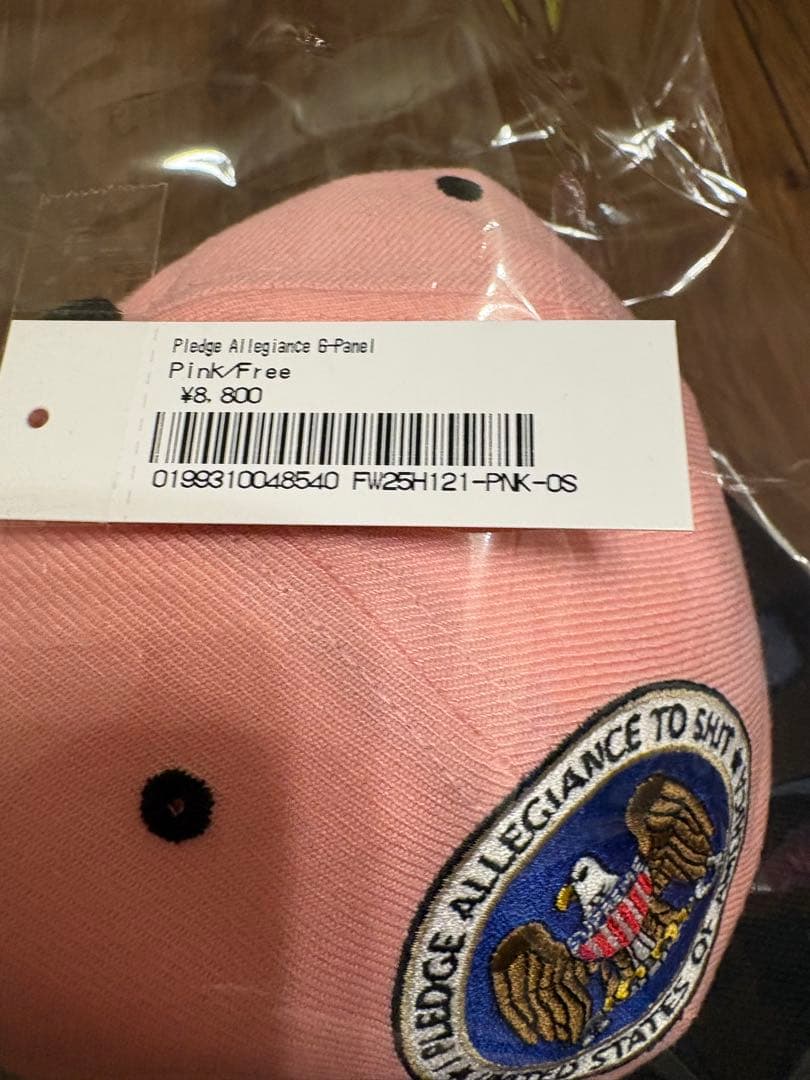 Pledge Allegiance 6-Panel
Pink/Free
¥8,800
0199310048540 FW25H121-PNK-OS
I PLEDGE ALLEGIANCE TO SHIT ★
★ UNITED STATES OF
SUPREME